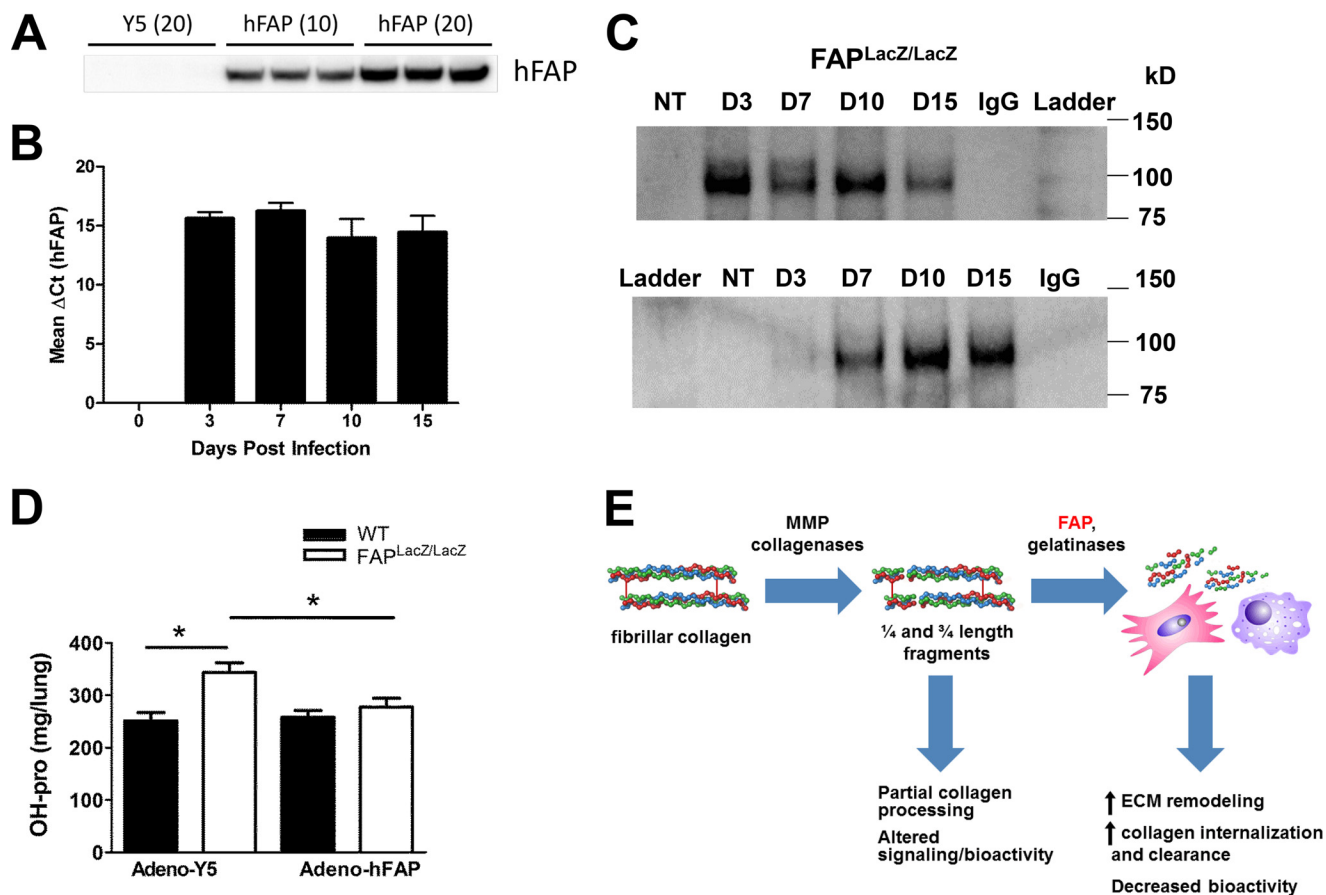 A
Y5 (20) hFAP (10) hFAP (20)
hFAP
B
Mean ΔCt (hFAP)
20
15
10
5
0
0 3 7 10 15
Days Post Infection
C
FAP^LacZ/LacZ
kD
NT D3 D7 D10 D15 IgG Ladder
150
100
75
Ladder NT D3 D7 D10 D15 IgG
150
100
75
D
WT
FAP^LacZ/LacZ
*
*
OH-pro (mg/lung)
400
300
200
100
0
Adeno-Y5 Adeno-hFAP
E
MMP
collagenases
FAP,
gelatinases
fibrillar collagen
¼ and ¾ length
fragments
Partial collagen
processing
Altered
signaling/bioactivity
↑ ECM remodeling
↑ collagen internalization
and clearance
Decreased bioactivity